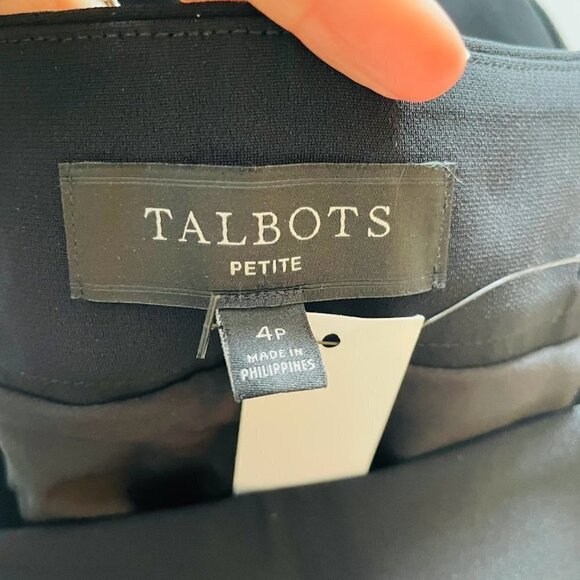 TALBOTS
PETITE
4P
MADE IN
PHILIPPINES